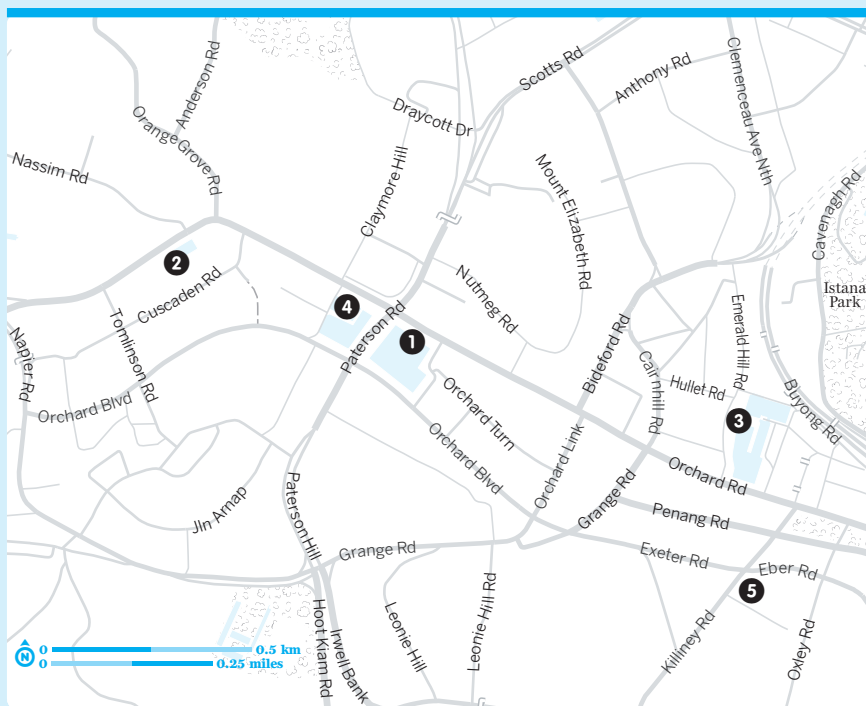 Scotts Rd
Anthony Rd
Clemenceau Ave Nth
Anderson Rd
Orange Grove Rd
Draycott Dr
Nassim Rd
Claymore Hill
Mount Elizabeth Rd
Cavenagh Rd
2
Cuscaden Rd
Nutmeg Rd
Istana
Park
4
Paterson Rd
1
Tomlinson Rd
Napier Rd
Bideford Rd
Emerald Hill Rd
Cairnhill Rd
Hullet Rd
Buyong Rd
Orchard Blvd
Orchard Turn
3
Orchard Blvd
Orchard Link
Orchard Rd
Grange Rd
Penang Rd
Jln Arnap
Paterson Hill
Grange Rd
Exeter Rd
Eber Rd
5
Hoot Kiam Rd
Irwell Bank
Leonie Hill
Leonie Hill Rd
Killiney Rd
Oxley Rd
N
0 0.5 km
0 0.25 miles